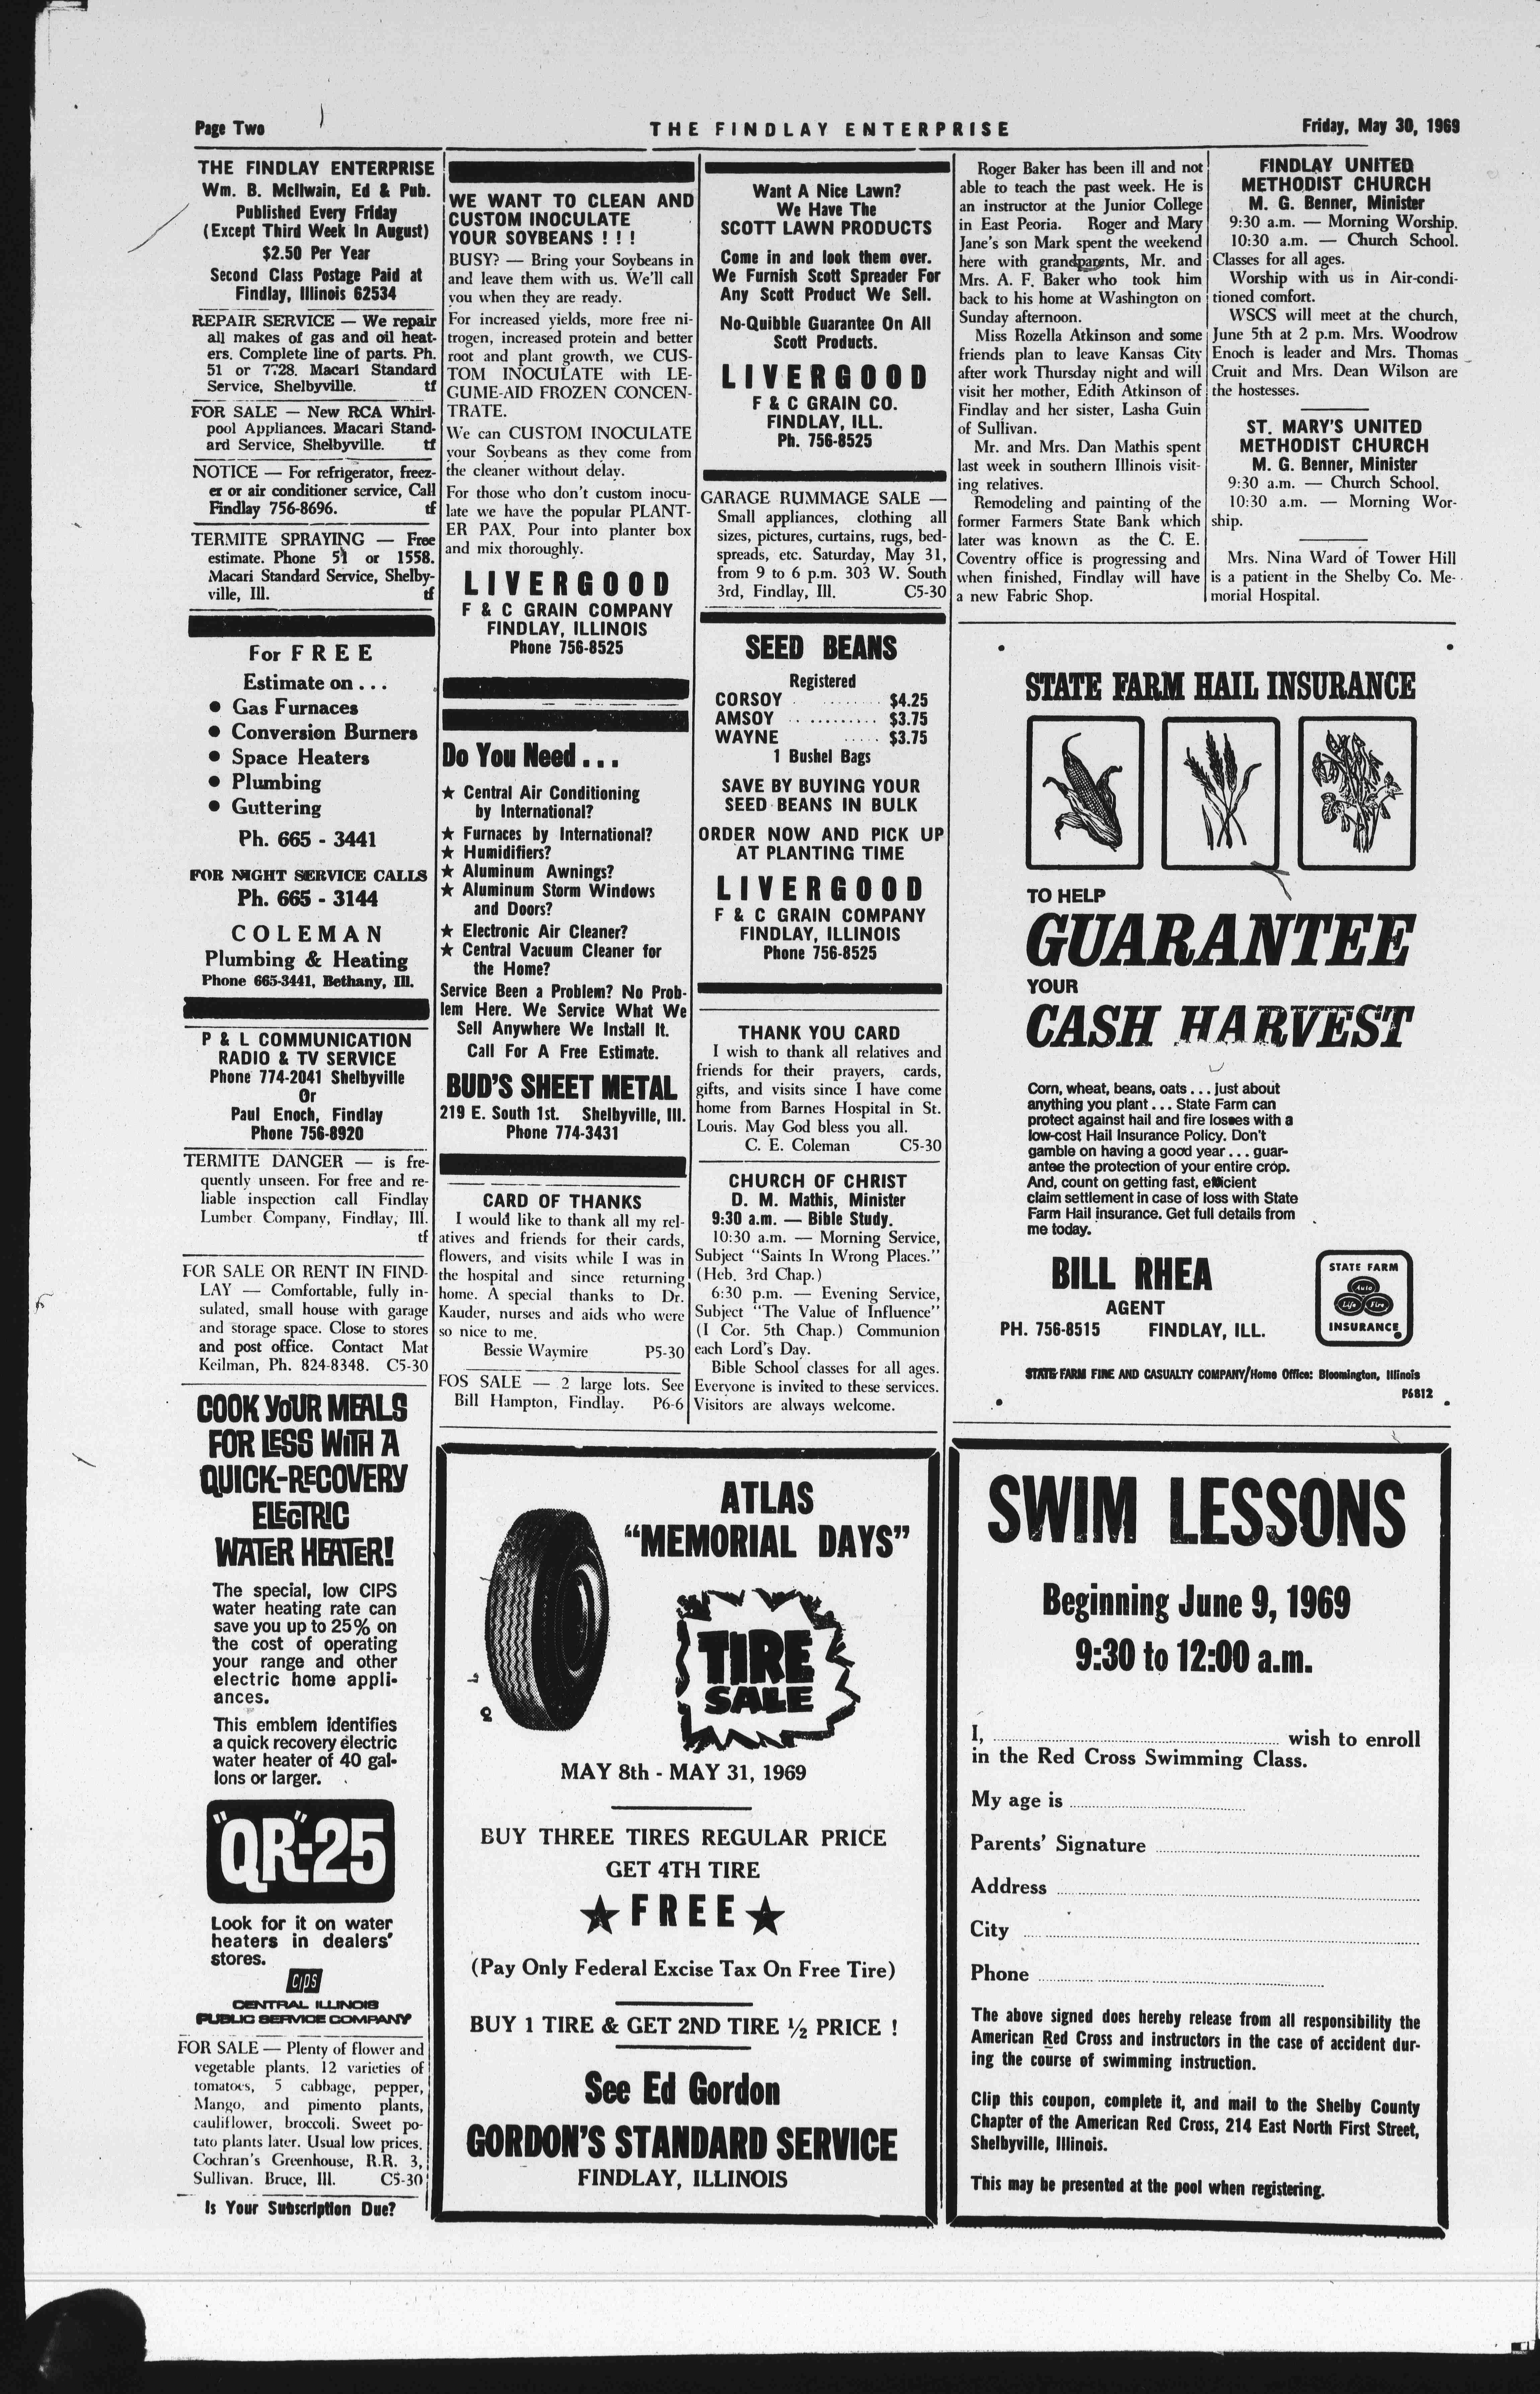 Page Two
THE FINDLAY ENTERPRISE
Friday, May 30, 1969
THE FINDLAY ENTERPRISE
Wm. B. McIlwain, Ed & Pub.
Published Every Friday
(Except Third Week In August)
$2.50 Per Year
Second Class Postage Paid at
Findlay, Illinois 62534
REPAIR SERVICE — We repair
all makes of gas and oil heat-
ers. Complete line of parts. Ph.
51 or 7728. Macari Standard
Service, Shelbyville. tf
FOR SALE — New RCA Whirl-
pool Appliances. Macari Stand-
ard Service, Shelbyville. tf
NOTICE — For refrigerator, freez-
er or air conditioner service, Call
Findlay 756-8696. tf
TERMITE SPRAYING — Free
estimate. Phone 51 or 1558.
Macari Standard Service, Shelby-
ville, Ill. tf
For FREE
Estimate on . . .
● Gas Furnaces
● Conversion Burners
● Space Heaters
● Plumbing
● Guttering
Ph. 665 - 3441
FOR NIGHT SERVICE CALLS
Ph. 665 - 3144
COLEMAN
Plumbing & Heating
Phone 665-3441, Bethany, Ill.
P & L COMMUNICATION
RADIO & TV SERVICE
Phone 774-2041 Shelbyville
Or
Paul Enoch, Findlay
Phone 756-8920
TERMITE DANGER — is fre-
quently unseen. For free and re-
liable inspection call Findlay
Lumber Company, Findlay, Ill.
tf
FOR SALE OR RENT IN FIND-
LAY — Comfortable, fully in-
sulated, small house with garage
and storage space. Close to stores
and post office. Contact Mat
Keilman, Ph. 824-8348. C5-30
COOK YOUR MEALS
FOR LESS WITH A
QUICK-RECOVERY
ELECTRIC
WATER HEATER!
The special, low CIPS
water heating rate can
save you up to 25% on
the cost of operating
your range and other
electric home appli-
ances.
This emblem identifies
a quick recovery electric
water heater of 40 gal-
lons or larger.
"QR"-25
Look for it on water
heaters in dealers'
stores.
CIPS
CENTRAL ILLINOIS
PUBLIC SERVICE COMPANY
FOR SALE — Plenty of flower and
vegetable plants. 12 varieties of
tomatoes, 5 cabbage, pepper,
Mango, and pimento plants,
cauliflower, broccoli. Sweet po-
tato plants later. Usual low prices.
Cochran's Greenhouse, R.R. 3,
Sullivan. Bruce, Ill. C5-30
Is Your Subscription Due?
WE WANT TO CLEAN AND
CUSTOM INOCULATE
YOUR SOYBEANS ! ! !
BUSY? — Bring your Soybeans in
and leave them with us. We'll call
you when they are ready.
For increased yields, more free ni-
trogen, increased protein and better
root and plant growth, we CUS-
TOM INOCULATE with LE-
GUME-AID FROZEN CONCEN-
TRATE.
We can CUSTOM INOCULATE
your Soybeans as they come from
the cleaner without delay.
For those who don't custom inocu-
late we have the popular PLANT-
ER PAX. Pour into planter box
and mix thoroughly.
LIVERGOOD
F & C GRAIN COMPANY
FINDLAY, ILLINOIS
Phone 756-8525
Do You Need . . .
★ Central Air Conditioning
by International?
★ Furnaces by International?
★ Humidifiers?
★ Aluminum Awnings?
★ Aluminum Storm Windows
and Doors?
★ Electronic Air Cleaner?
★ Central Vacuum Cleaner for
the Home?
Service Been a Problem? No Prob-
lem Here. We Service What We
Sell Anywhere We Install It.
Call For A Free Estimate.
BUD'S SHEET METAL
219 E. South 1st. Shelbyville, Ill.
Phone 774-3431
CARD OF THANKS
I would like to thank all my rel-
atives and friends for their cards,
flowers, and visits while I was in
the hospital and since returning
home. A special thanks to Dr.
Kauder, nurses and aids who were
so nice to me.
Bessie Waymire P5-30
FOS SALE — 2 large lots. See
Bill Hampton, Findlay. P6-6
Want A Nice Lawn?
We Have The
SCOTT LAWN PRODUCTS
Come in and look them over.
We Furnish Scott Spreader For
Any Scott Product We Sell.
No-Quibble Guarantee On All
Scott Products.
LIVERGOOD
F & C GRAIN CO.
FINDLAY, ILL.
Ph. 756-8525
GARAGE RUMMAGE SALE —
Small appliances, clothing all
sizes, pictures, curtains, rugs, bed-
spreads, etc. Saturday, May 31,
from 9 to 6 p.m. 303 W. South
3rd, Findlay, Ill. C5-30
SEED BEANS
Registered
CORSOY ......... $4.25
AMSOY ........... $3.75
WAYNE ..... $3.75
1 Bushel Bags
SAVE BY BUYING YOUR
SEED BEANS IN BULK
ORDER NOW AND PICK UP
AT PLANTING TIME
LIVERGOOD
F & C GRAIN COMPANY
FINDLAY, ILLINOIS
Phone 756-8525
THANK YOU CARD
I wish to thank all relatives and
friends for their prayers, cards,
gifts, and visits since I have come
home from Barnes Hospital in St.
Louis. May God bless you all.
C. E. Coleman C5-30
CHURCH OF CHRIST
D. M. Mathis, Minister
9:30 a.m. — Bible Study.
10:30 a.m. — Morning Service,
Subject "Saints In Wrong Places."
(Heb. 3rd Chap.)
6:30 p.m. — Evening Service,
Subject "The Value of Influence"
(I Cor. 5th Chap.) Communion
each Lord's Day.
Bible School classes for all ages.
Everyone is invited to these services.
Visitors are always welcome.
ATLAS
"MEMORIAL DAYS"
TIRE
SALE
MAY 8th - MAY 31, 1969
BUY THREE TIRES REGULAR PRICE
GET 4TH TIRE
★ FREE ★
(Pay Only Federal Excise Tax On Free Tire)
BUY 1 TIRE & GET 2ND TIRE ½ PRICE !
See Ed Gordon
GORDON'S STANDARD SERVICE
FINDLAY, ILLINOIS
Roger Baker has been ill and not
able to teach the past week. He is
an instructor at the Junior College
in East Peoria. Roger and Mary
Jane's son Mark spent the weekend
here with grandparents, Mr. and
Mrs. A. F. Baker who took him
back to his home at Washington on
Sunday afternoon.
Miss Rozella Atkinson and some
friends plan to leave Kansas City
after work Thursday night and will
visit her mother, Edith Atkinson of
Findlay and her sister, Lasha Guin
of Sullivan.
Mr. and Mrs. Dan Mathis spent
last week in southern Illinois visit-
ing relatives.
Remodeling and painting of the
former Farmers State Bank which
later was known as the C. E.
Coventry office is progressing and
when finished, Findlay will have
a new Fabric Shop.
FINDLAY UNITED
METHODIST CHURCH
M. G. Benner, Minister
9:30 a.m. — Morning Worship.
10:30 a.m. — Church School.
Classes for all ages.
Worship with us in Air-condi-
tioned comfort.
WSCS will meet at the church,
June 5th at 2 p.m. Mrs. Woodrow
Enoch is leader and Mrs. Thomas
Cruit and Mrs. Dean Wilson are
the hostesses.
ST. MARY'S UNITED
METHODIST CHURCH
M. G. Benner, Minister
9:30 a.m. — Church School.
10:30 a.m. — Morning Wor-
ship.
Mrs. Nina Ward of Tower Hill
is a patient in the Shelby Co. Me-
morial Hospital.
STATE FARM HAIL INSURANCE
TO HELP
GUARANTEE
YOUR
CASH HARVEST
Corn, wheat, beans, oats . . . just about
anything you plant . . . State Farm can
protect against hail and fire losses with a
low-cost Hail Insurance Policy. Don't
gamble on having a good year . . . guar-
antee the protection of your entire crop.
And, count on getting fast, efficient
claim settlement in case of loss with State
Farm Hail insurance. Get full details from
me today.
BILL RHEA
AGENT
PH. 756-8515 FINDLAY, ILL.
STATE FARM
Auto
Life Fire
INSURANCE
STATE FARM FIRE AND CASUALTY COMPANY/Home Office: Bloomington, Illinois
P6812
SWIM LESSONS
Beginning June 9, 1969
9:30 to 12:00 a.m.
I, ........................ wish to enroll
in the Red Cross Swimming Class.
My age is ........................
Parents' Signature ........................
Address ........................
City ........................
Phone ........................
The above signed does hereby release from all responsibility the
American Red Cross and instructors in the case of accident dur-
ing the course of swimming instruction.
Clip this coupon, complete it, and mail to the Shelby County
Chapter of the American Red Cross, 214 East North First Street,
Shelbyville, Illinois.
This may be presented at the pool when registering.